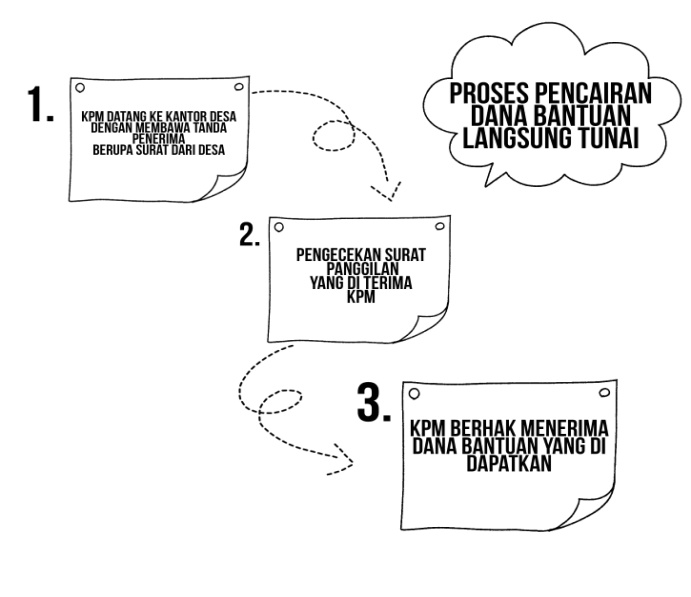 PROSES PENCAIRAN
DANA BANTUAN
LANGSUNG TUNAI
1.
KPM DATANG KE KANTOR DESA
DENGAN MEMBAWA TANDA
PENERIMA
BERUPA SURAT DARI DESA
2.
PENGECEKAN SURAT
PANGGILAN
YANG DI TERIMA
KPM
3.
KPM BERHAK MENERIMA
DANA BANTUAN YANG DI
DAPATKAN